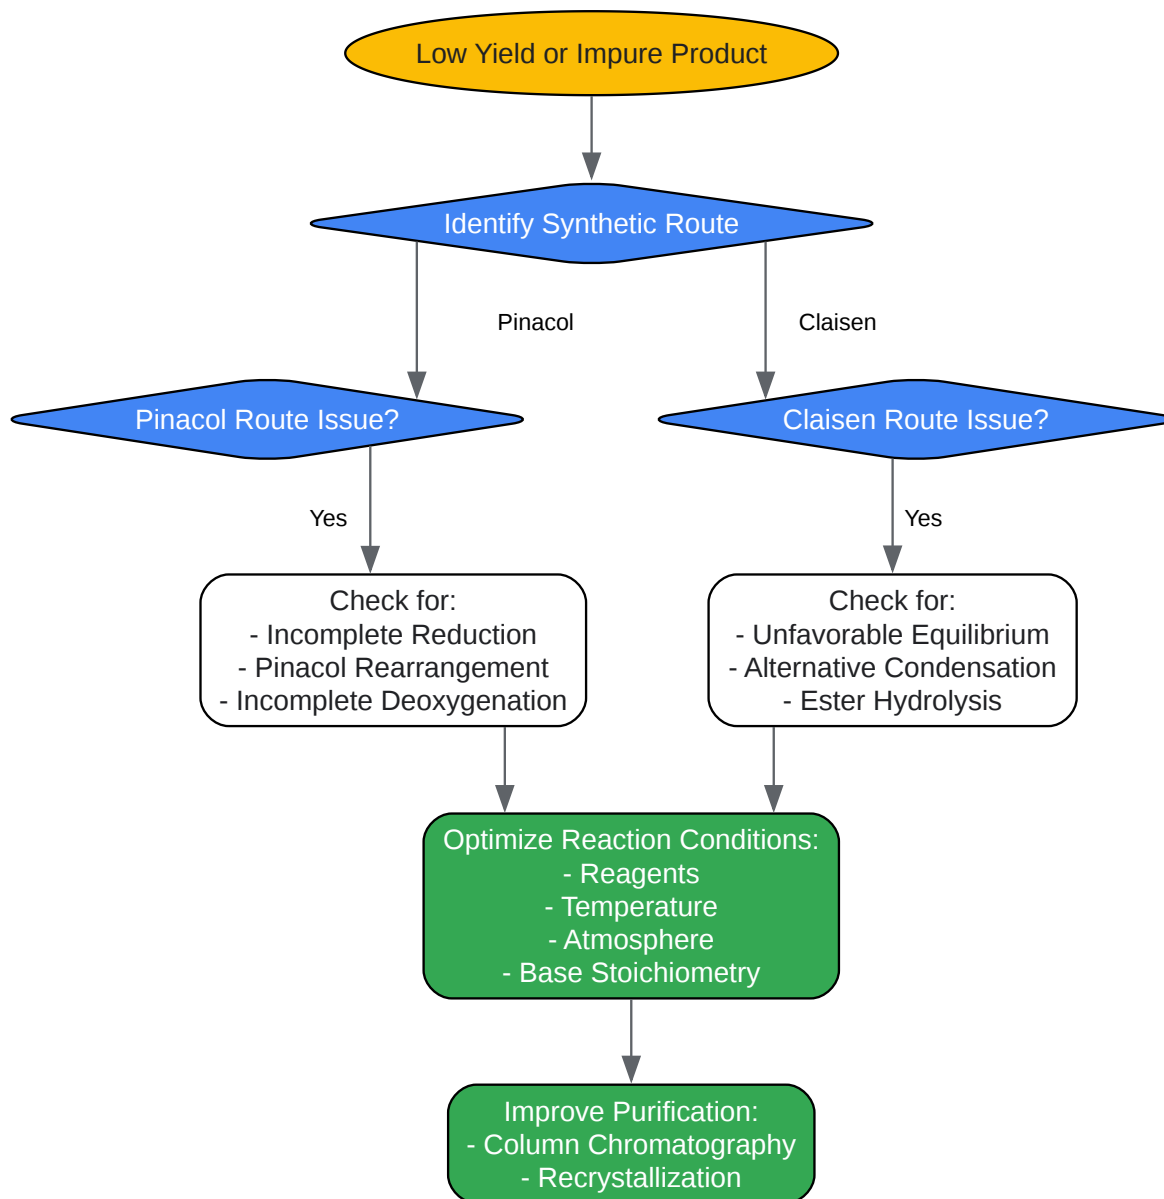 Low Yield or Impure Product
Identify Synthetic Route
Pinacol
Claisen
Pinacol Route Issue?
Claisen Route Issue?
Yes
Yes
Check for:
- Incomplete Reduction
- Pinacol Rearrangement
- Incomplete Deoxygenation
Check for:
- Unfavorable Equilibrium
- Alternative Condensation
- Ester Hydrolysis
Optimize Reaction Conditions:
- Reagents
- Temperature
- Atmosphere
- Base Stoichiometry
Improve Purification:
- Column Chromatography
- Recrystallization